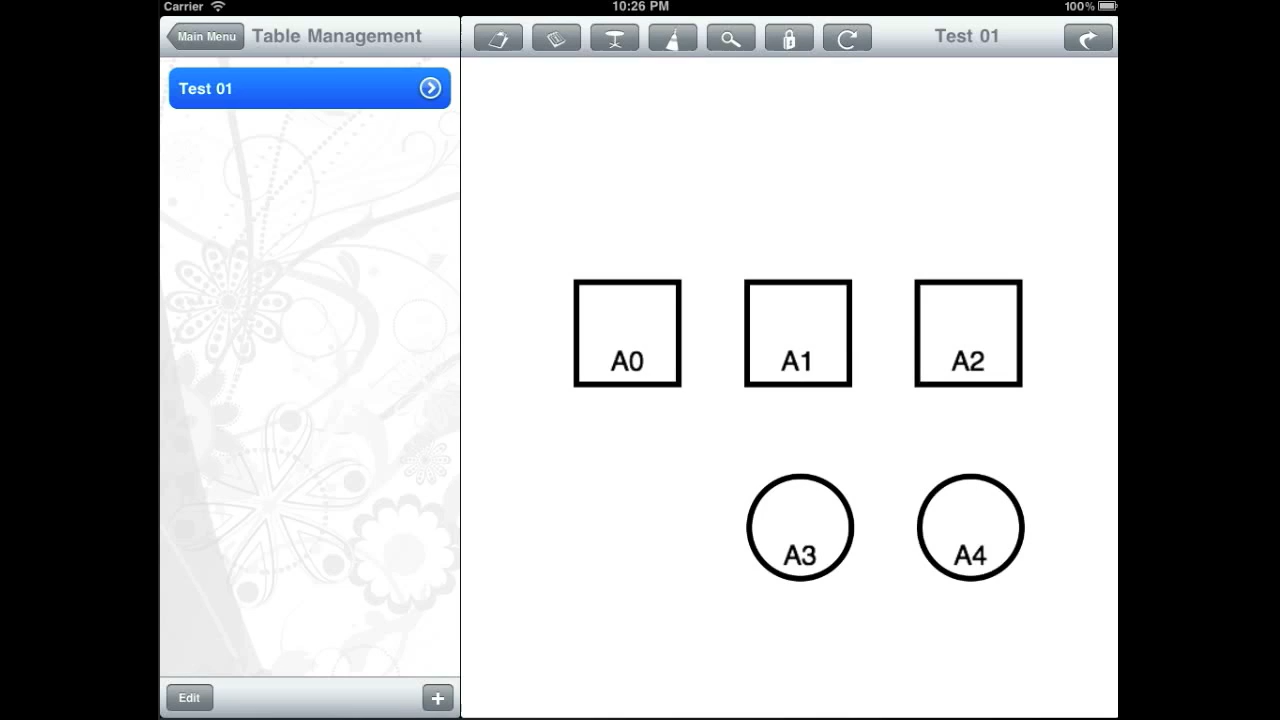 Carrier 10:26 PM 100%
Main Menu Table Management Test 01
Test 01
A0 A1 A2
A3 A4
Edit